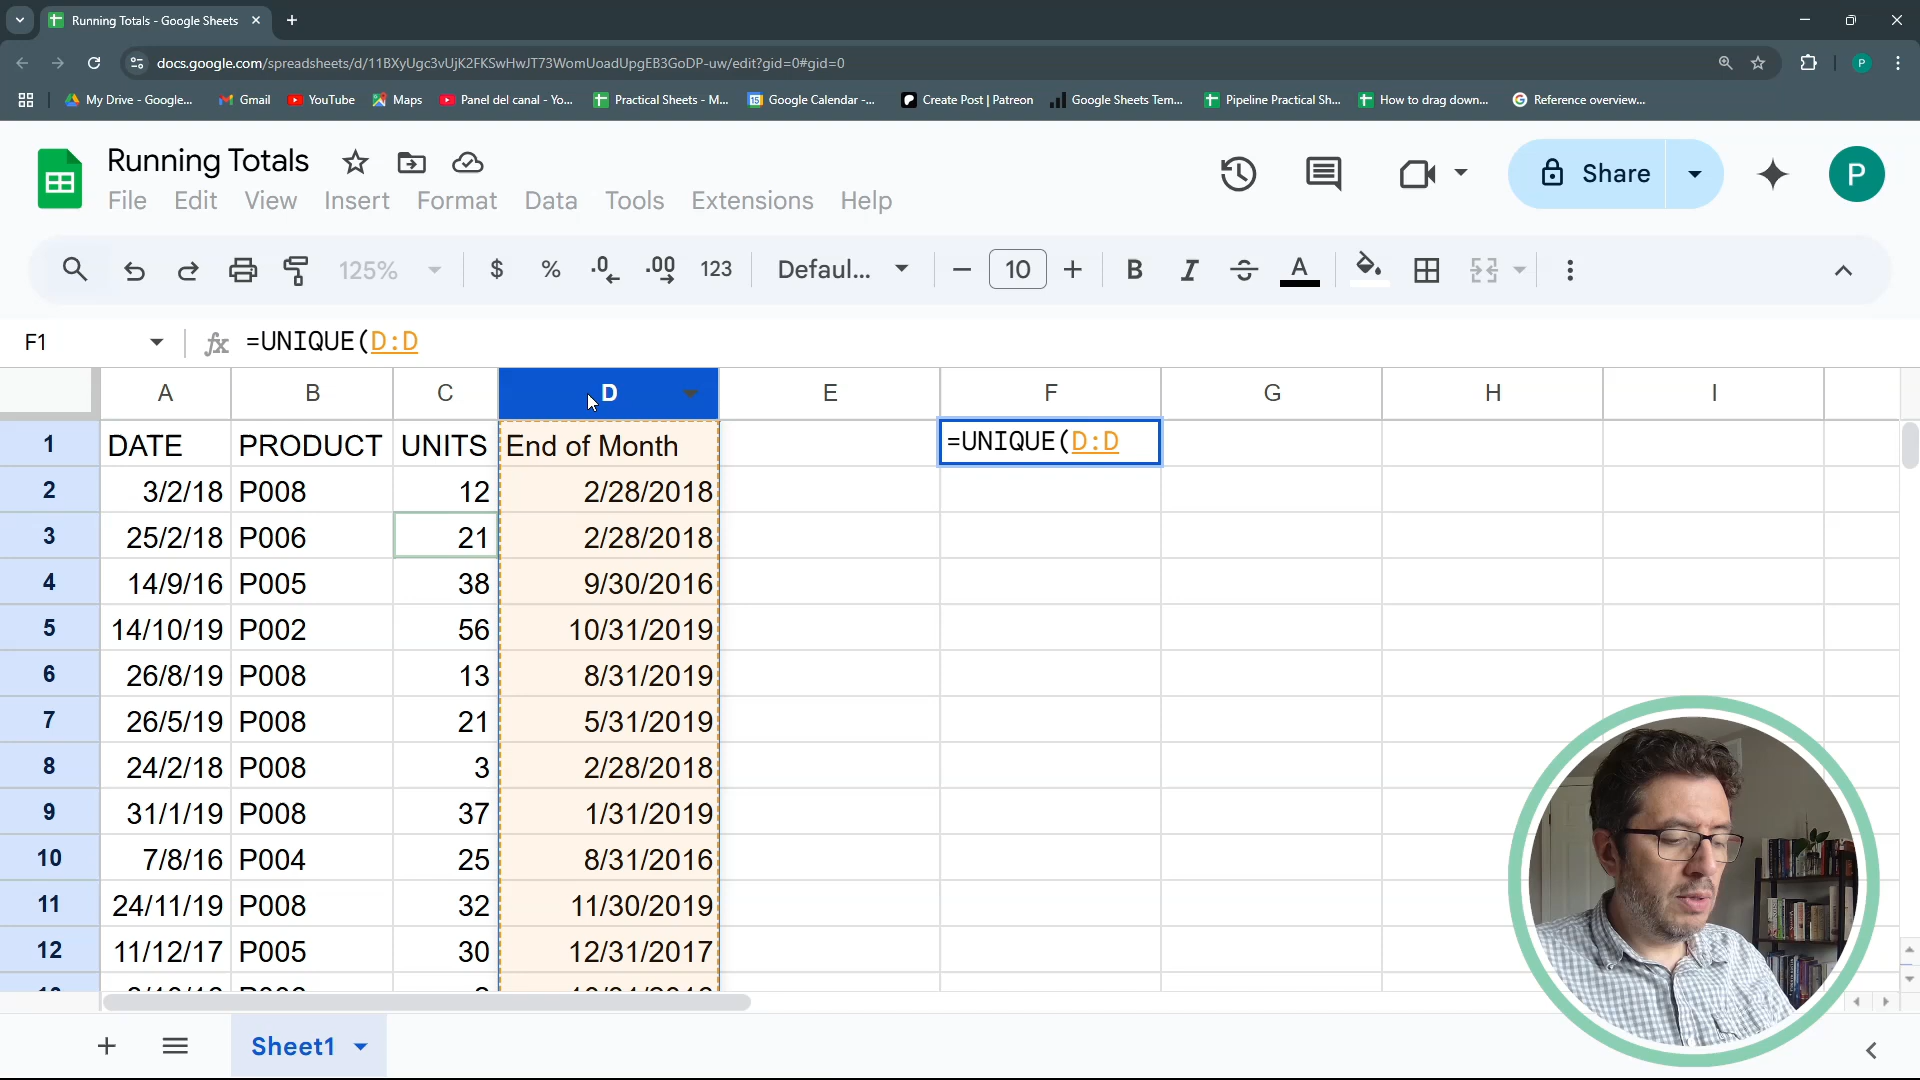 Running Totals - Google Sheets
docs.google.com/spreadsheets/d/11BXyUgc3vUjK2FKSwHwJT73WomUoadUpgEB3GoDP-uw/edit?gid=0#gid=0
P
My Drive - Google... Gmail YouTube Maps Panel del canal - Yo... Practical Sheets - M... Google Calendar -... Create Post | Patreon Google Sheets Tem... Pipeline Practical Sh... How to drag down... Reference overview...
Running Totals
Share
P
File Edit View Insert Format Data Tools Extensions Help
125% $ % .0 .00 123 Defaul... 10 B I S A
F1 fx =UNIQUE(D:D
A B C D E F G H I
1 DATE PRODUCT UNITS End of Month =UNIQUE(D:D
2 3/2/18 P008 12 2/28/2018
3 25/2/18 P006 21 2/28/2018
4 14/9/16 P005 38 9/30/2016
5 14/10/19 P002 56 10/31/2019
6 26/8/19 P008 13 8/31/2019
7 26/5/19 P008 21 5/31/2019
8 24/2/18 P008 3 2/28/2018
9 31/1/19 P008 37 1/31/2019
10 7/8/16 P004 25 8/31/2016
11 24/11/19 P008 32 11/30/2019
12 11/12/17 P005 30 12/31/2017
Sheet1